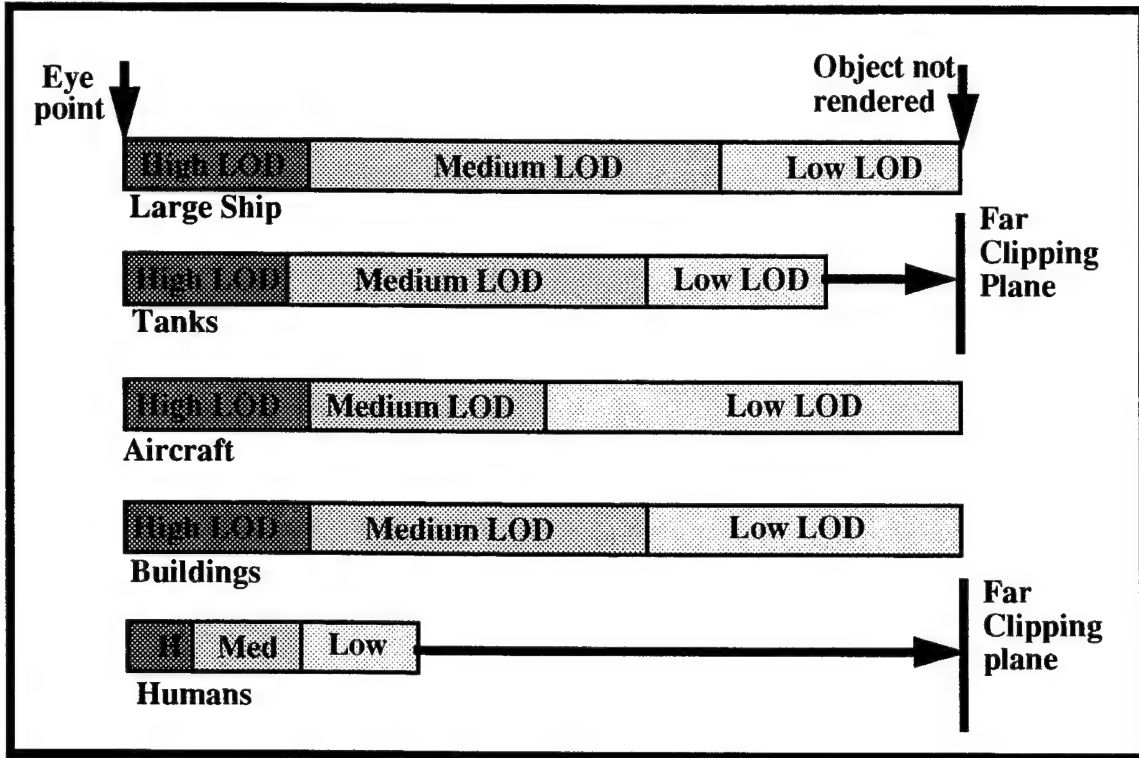 Eye
point
Object not
rendered
High LOD
Medium LOD
Low LOD
Large Ship
Far
Clipping
Plane
High LOD
Medium LOD
Low LOD
Tanks
High LOD
Medium LOD
Low LOD
Aircraft
High LOD
Medium LOD
Low LOD
Buildings
Far
Clipping
plane
H
Med
Low
Humans